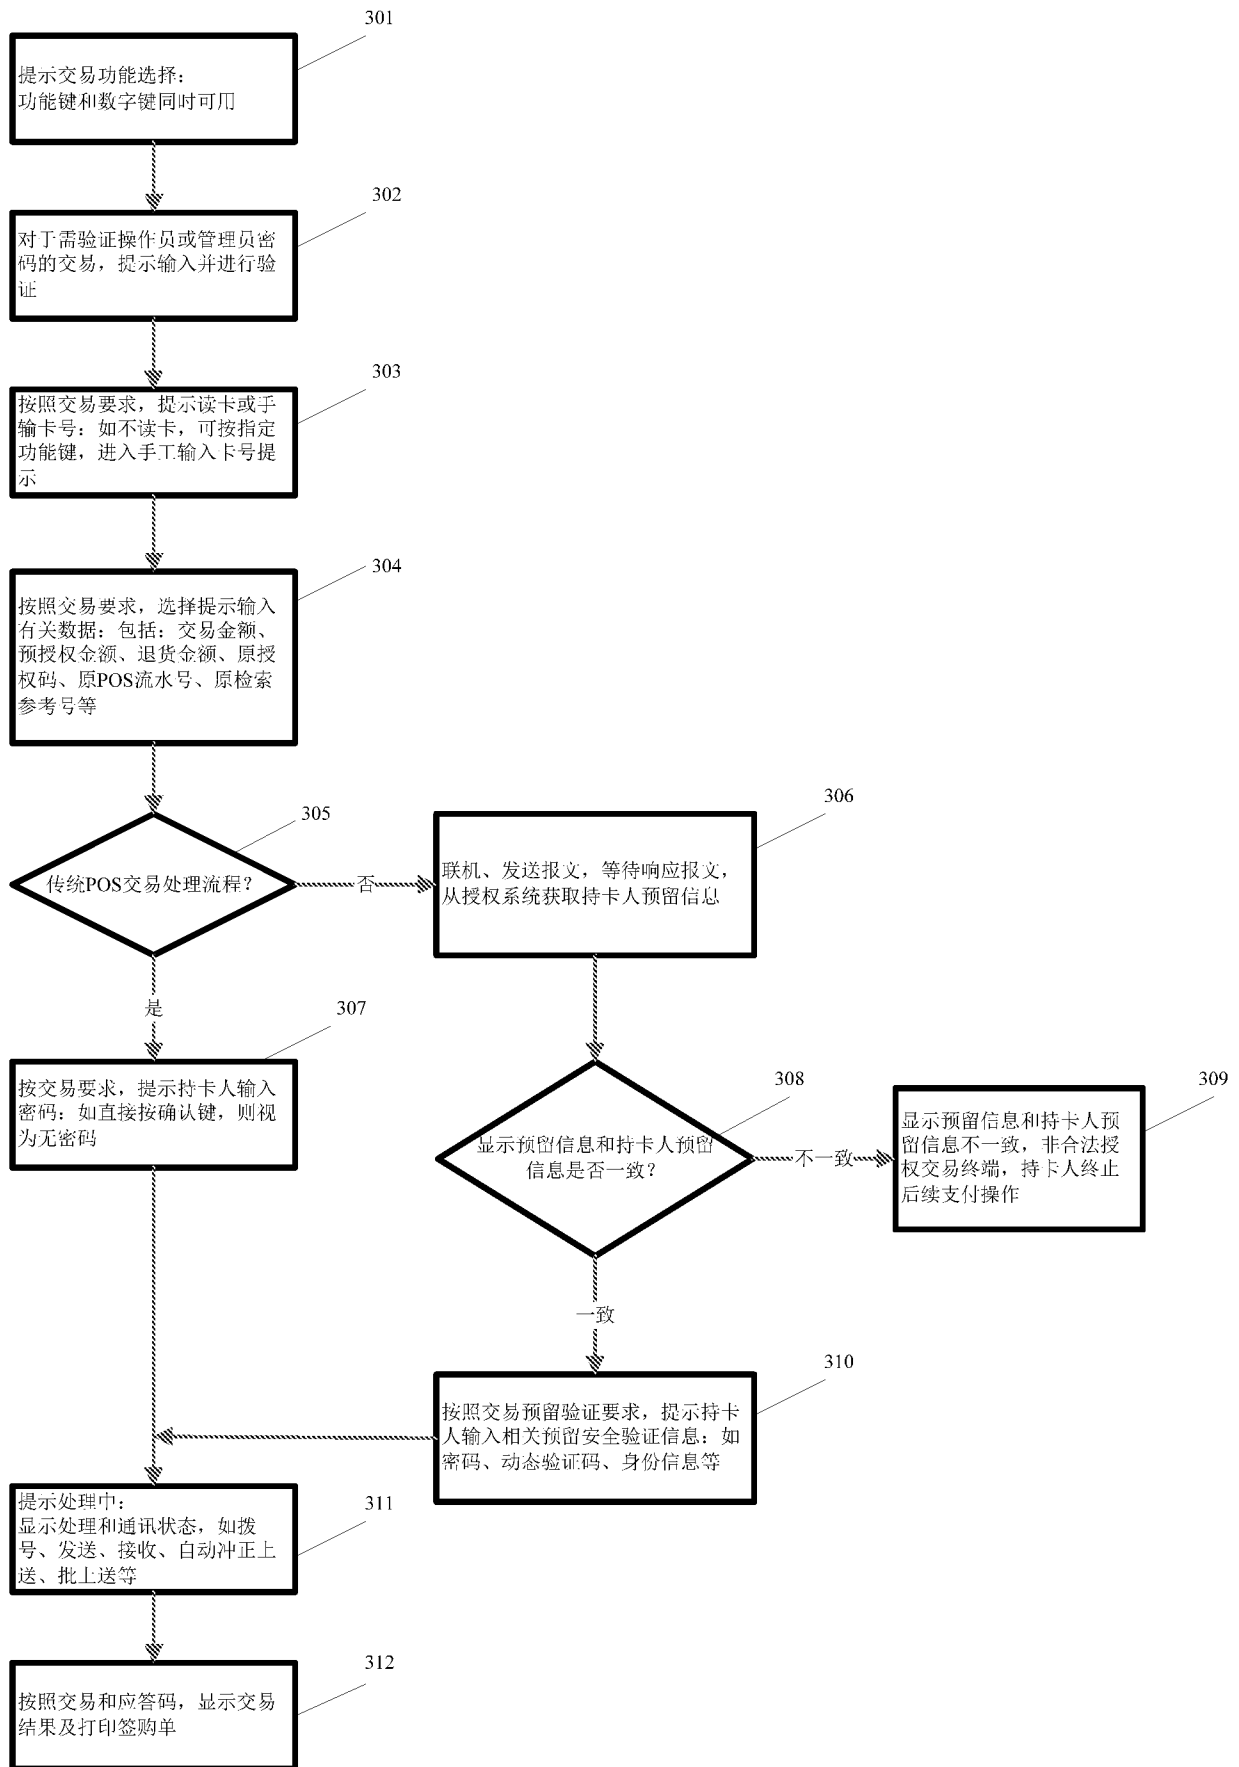 301
提示交易功能选择：
功能键和数字键同时可用
302
对于需验证操作员或管理员密
码的交易，提示输入并进行验
证
303
按照交易要求，提示读卡或手
输卡号：如不读卡，可按指定
功能键，进入手工输入卡号提
示
304
按照交易要求，选择提示输入
有关数据：包括：交易金额、
预授权金额、退货金额、原授
权码、原POS流水号、原检索
参考号等
305
传统POS交易处理流程？
否
306
联机、发送报文，等待响应报文，
从授权系统获取持卡人预留信息
是
307
按交易要求，提示持卡人输入
密码：如直接按确认键，则视
为无密码
308
显示预留信息和持卡人预留
信息是否一致？
不一致
309
显示预留信息和持卡人预
留信息不一致，非合法授
权交易终端，持卡人终止
后续支付操作
一致
310
按照交易预留验证要求，提示持卡
人输入相关预留安全验证信息：如
密码、动态验证码、身份信息等
311
提示处理中：
显示处理和通讯状态，如拨
号、发送、接收、自动冲正上
送、批上送等
312
按照交易和应答码，显示交易
结果及打印签购单